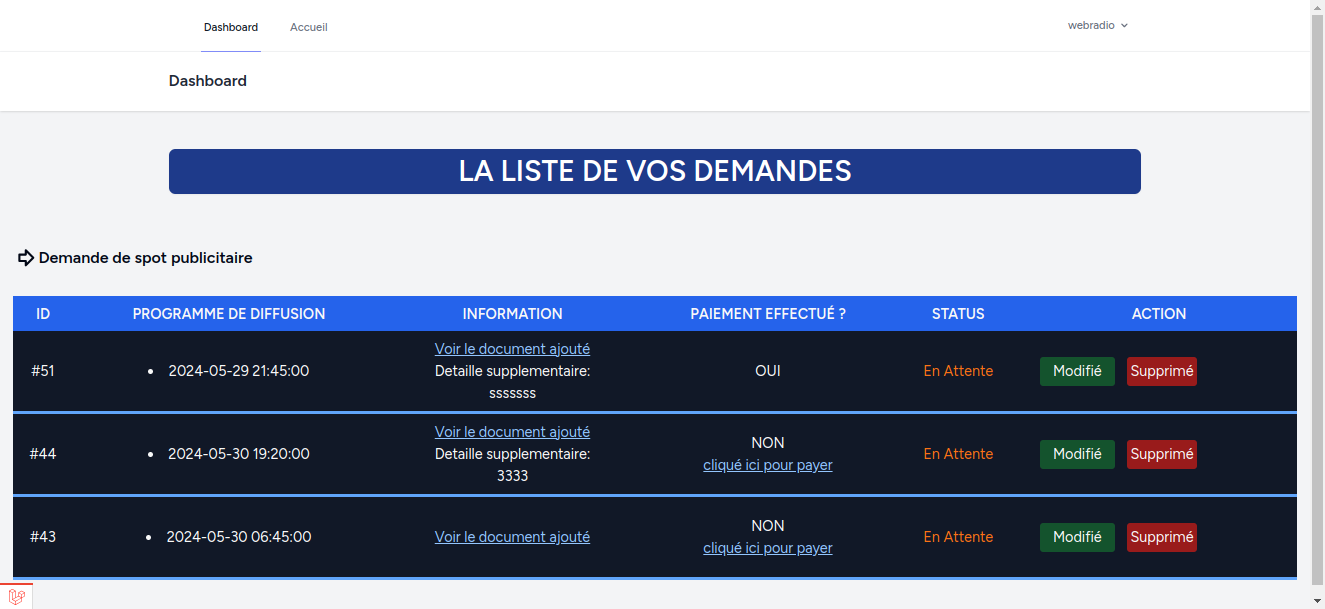 Dashboard Accueil webradio
Dashboard
LA LISTE DE VOS DEMANDES
Demande de spot publicitaire
ID PROGRAMME DE DIFFUSION INFORMATION PAIEMENT EFFECTUÉ ? STATUS ACTION
Voir le document ajouté
#51 • 2024-05-29 21:45:00 Detaille supplementaire: OUI En Attente Modifié Supprimé
sssssss
Voir le document ajouté
NON
#44 • 2024-05-30 19:20:00 Detaille supplementaire: En Attente Modifié Supprimé
cliqué ici pour payer
3333
NON
#43 • 2024-05-30 06:45:00 Voir le document ajouté En Attente Modifié Supprimé
cliqué ici pour payer